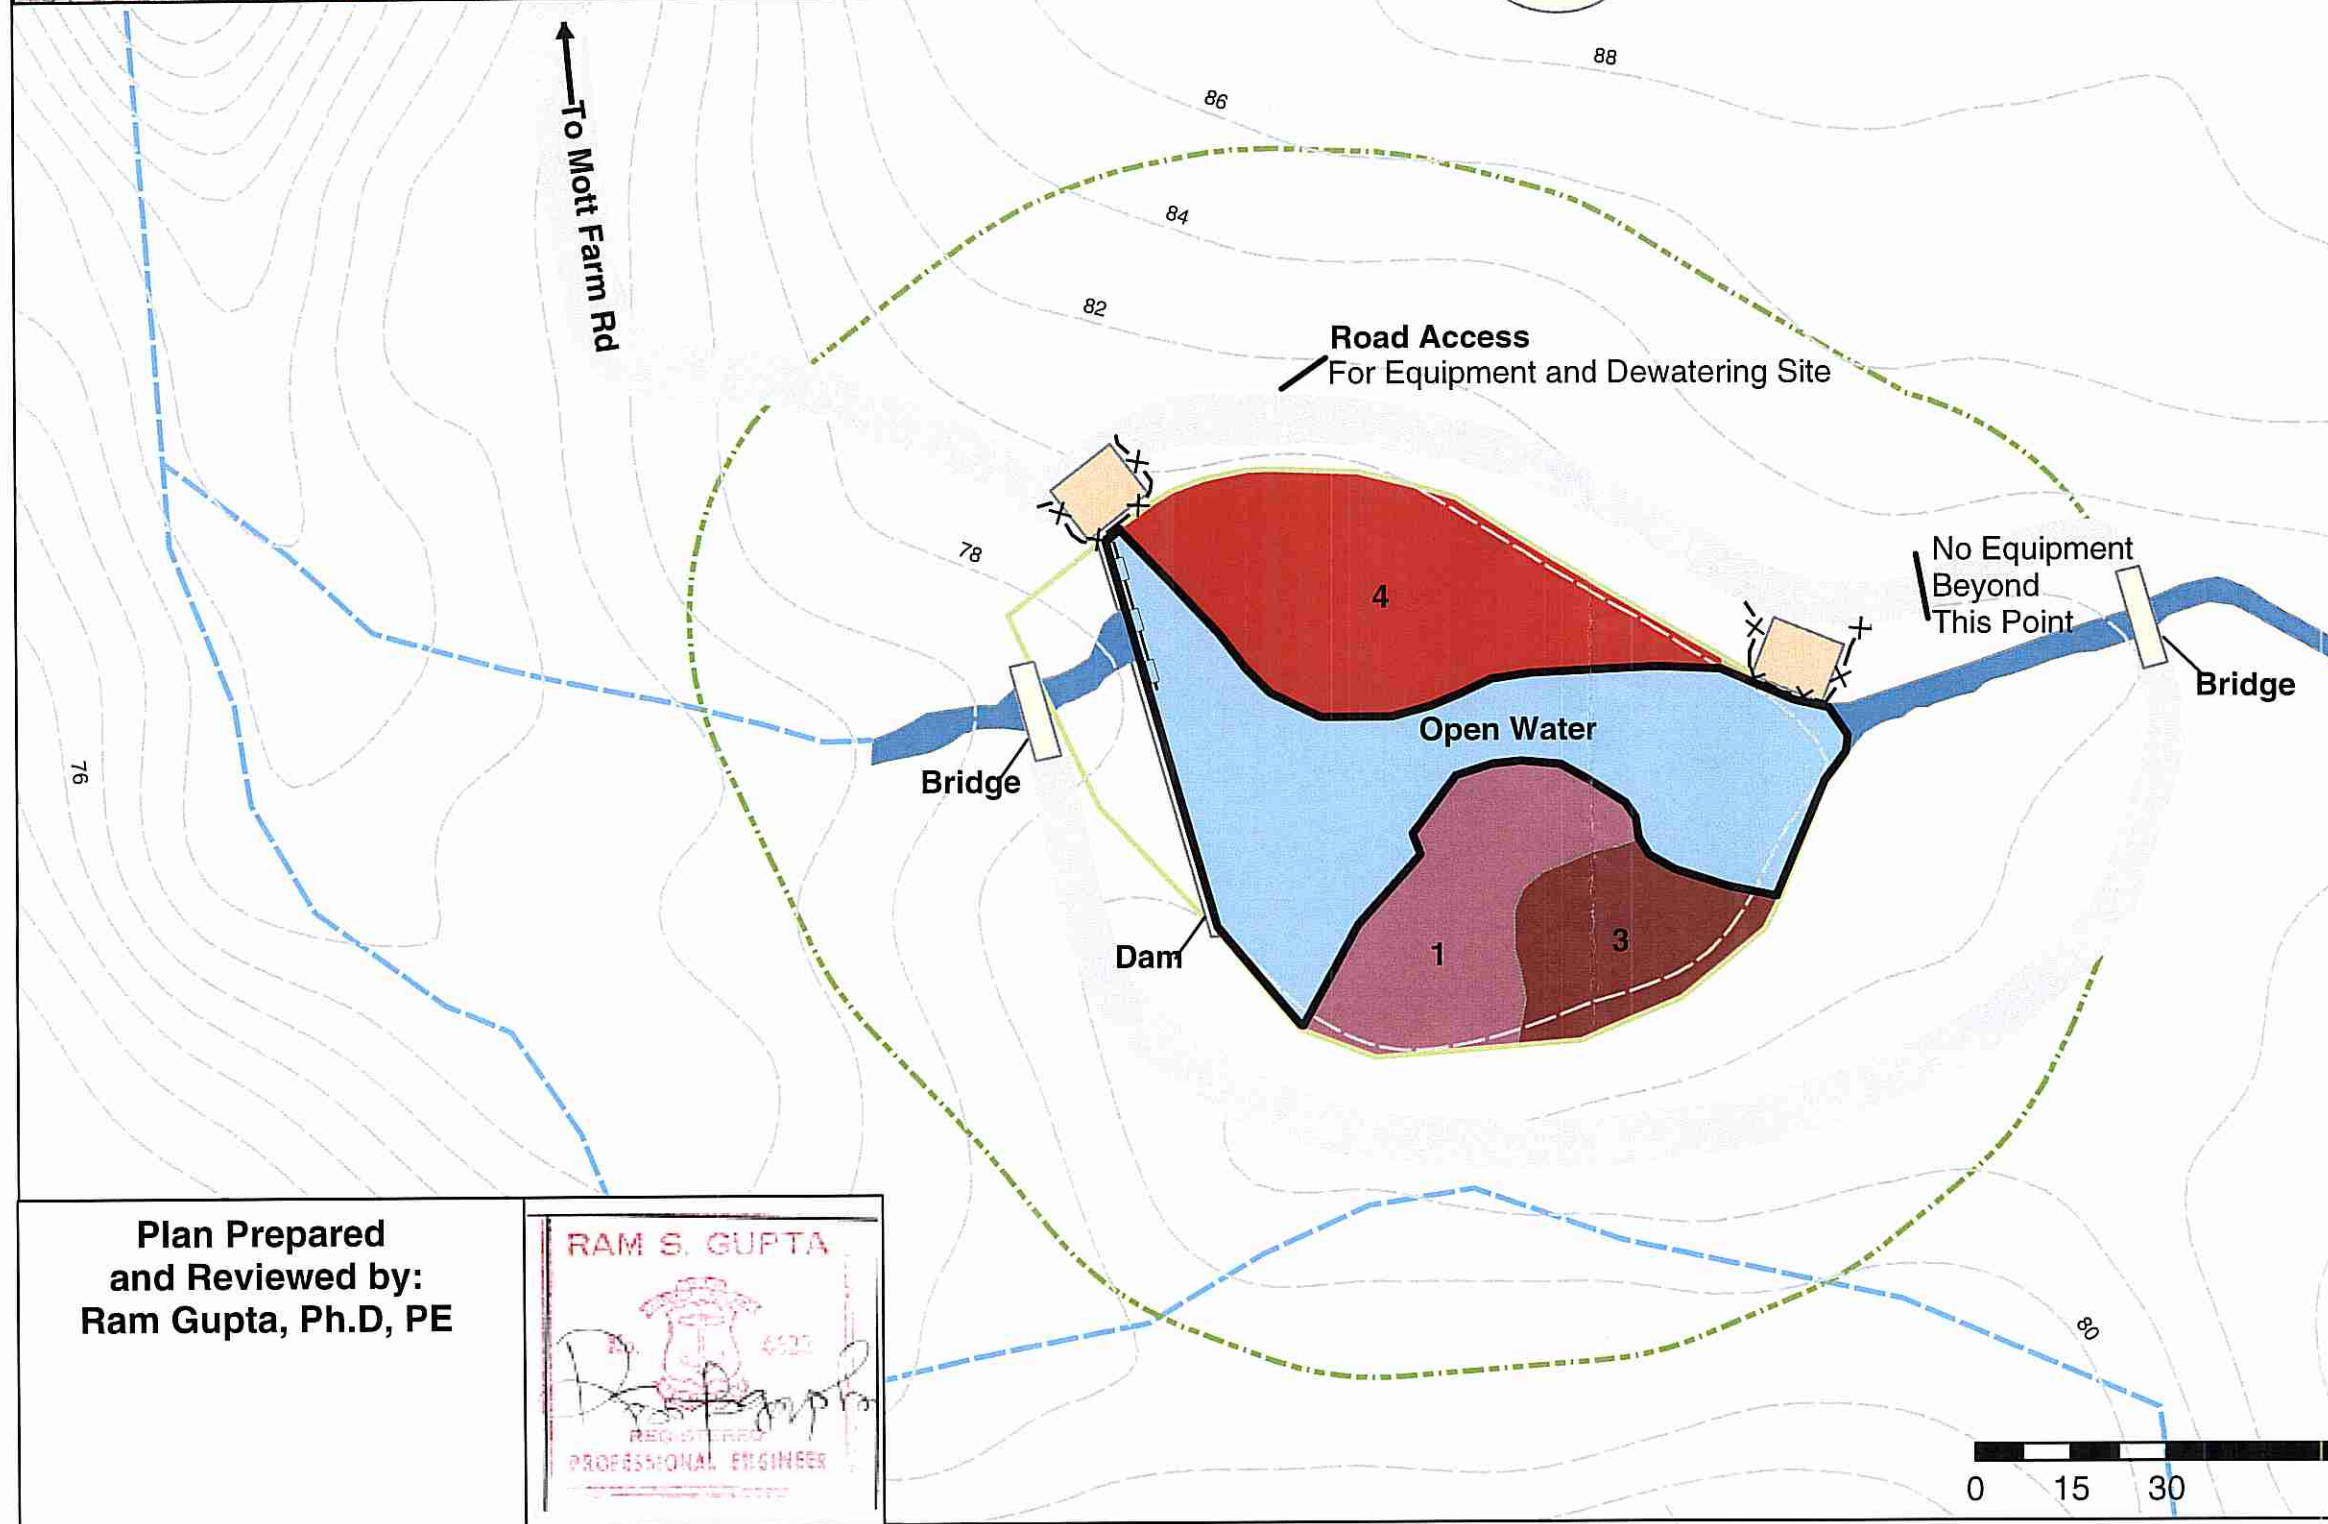 88
86
To Mott Farm Rd
84
82
Road Access
For Equipment and Dewatering Site
78
No Equipment
Beyond
This Point
4
Bridge
Open Water
76
Bridge
1
3
Dam
Plan Prepared
and Reviewed by:
Ram Gupta, Ph.D, PE
RAM S. GUPTA
No.
REGISTERED
PROFESSIONAL ENGINEER
80
0 15 30